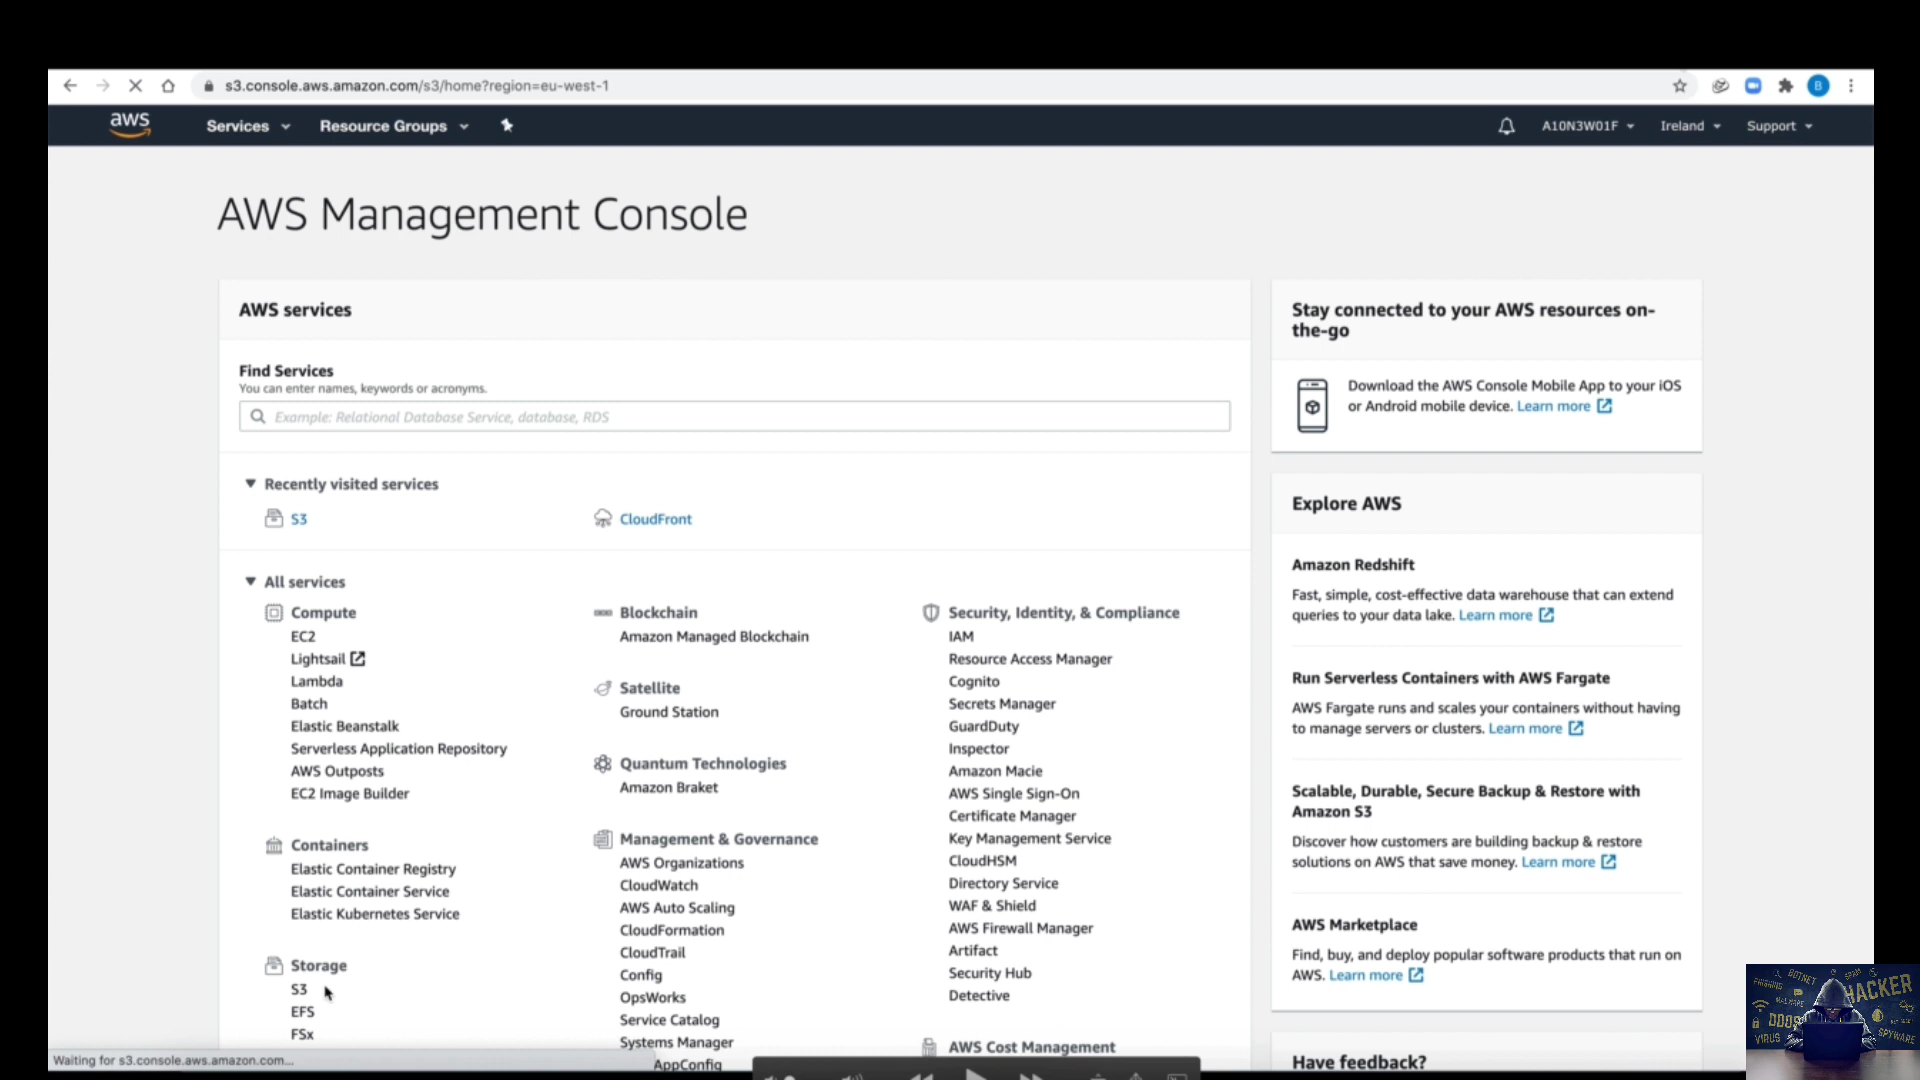 s3.console.aws.amazon.com/s3/home?region=eu-west-1
B
aws
Services
Resource Groups
A10N3W01F
Ireland
Support
AWS Management Console
AWS services
Find Services
You can enter names, keywords or acronyms.
Example: Relational Database Service, database, RDS
Recently visited services
S3
CloudFront
All services
Compute
EC2
Lightsail
Lambda
Batch
Elastic Beanstalk
Serverless Application Repository
AWS Outposts
EC2 Image Builder
Containers
Elastic Container Registry
Elastic Container Service
Elastic Kubernetes Service
Storage
S3
EFS
FSx
Blockchain
Amazon Managed Blockchain
Satellite
Ground Station
Quantum Technologies
Amazon Braket
Management & Governance
AWS Organizations
CloudWatch
AWS Auto Scaling
CloudFormation
CloudTrail
Config
OpsWorks
Service Catalog
Systems Manager
AppConfig
Security, Identity, & Compliance
IAM
Resource Access Manager
Cognito
Secrets Manager
GuardDuty
Inspector
Amazon Macie
AWS Single Sign-On
Certificate Manager
Key Management Service
CloudHSM
Directory Service
WAF & Shield
AWS Firewall Manager
Artifact
Security Hub
Detective
AWS Cost Management
Stay connected to your AWS resources on-
the-go
Download the AWS Console Mobile App to your iOS
or Android mobile device. Learn more
Explore AWS
Amazon Redshift
Fast, simple, cost-effective data warehouse that can extend
queries to your data lake. Learn more
Run Serverless Containers with AWS Fargate
AWS Fargate runs and scales your containers without having
to manage servers or clusters. Learn more
Scalable, Durable, Secure Backup & Restore with
Amazon S3
Discover how customers are building backup & restore
solutions on AWS that save money. Learn more
AWS Marketplace
Find, buy, and deploy popular software products that run on
AWS. Learn more
Have feedback?
Waiting for s3.console.aws.amazon.com...
PHISHING
BOTNET
SPAM
MALWARE
HACKER
DDOS
VIRUS
SPYWARE